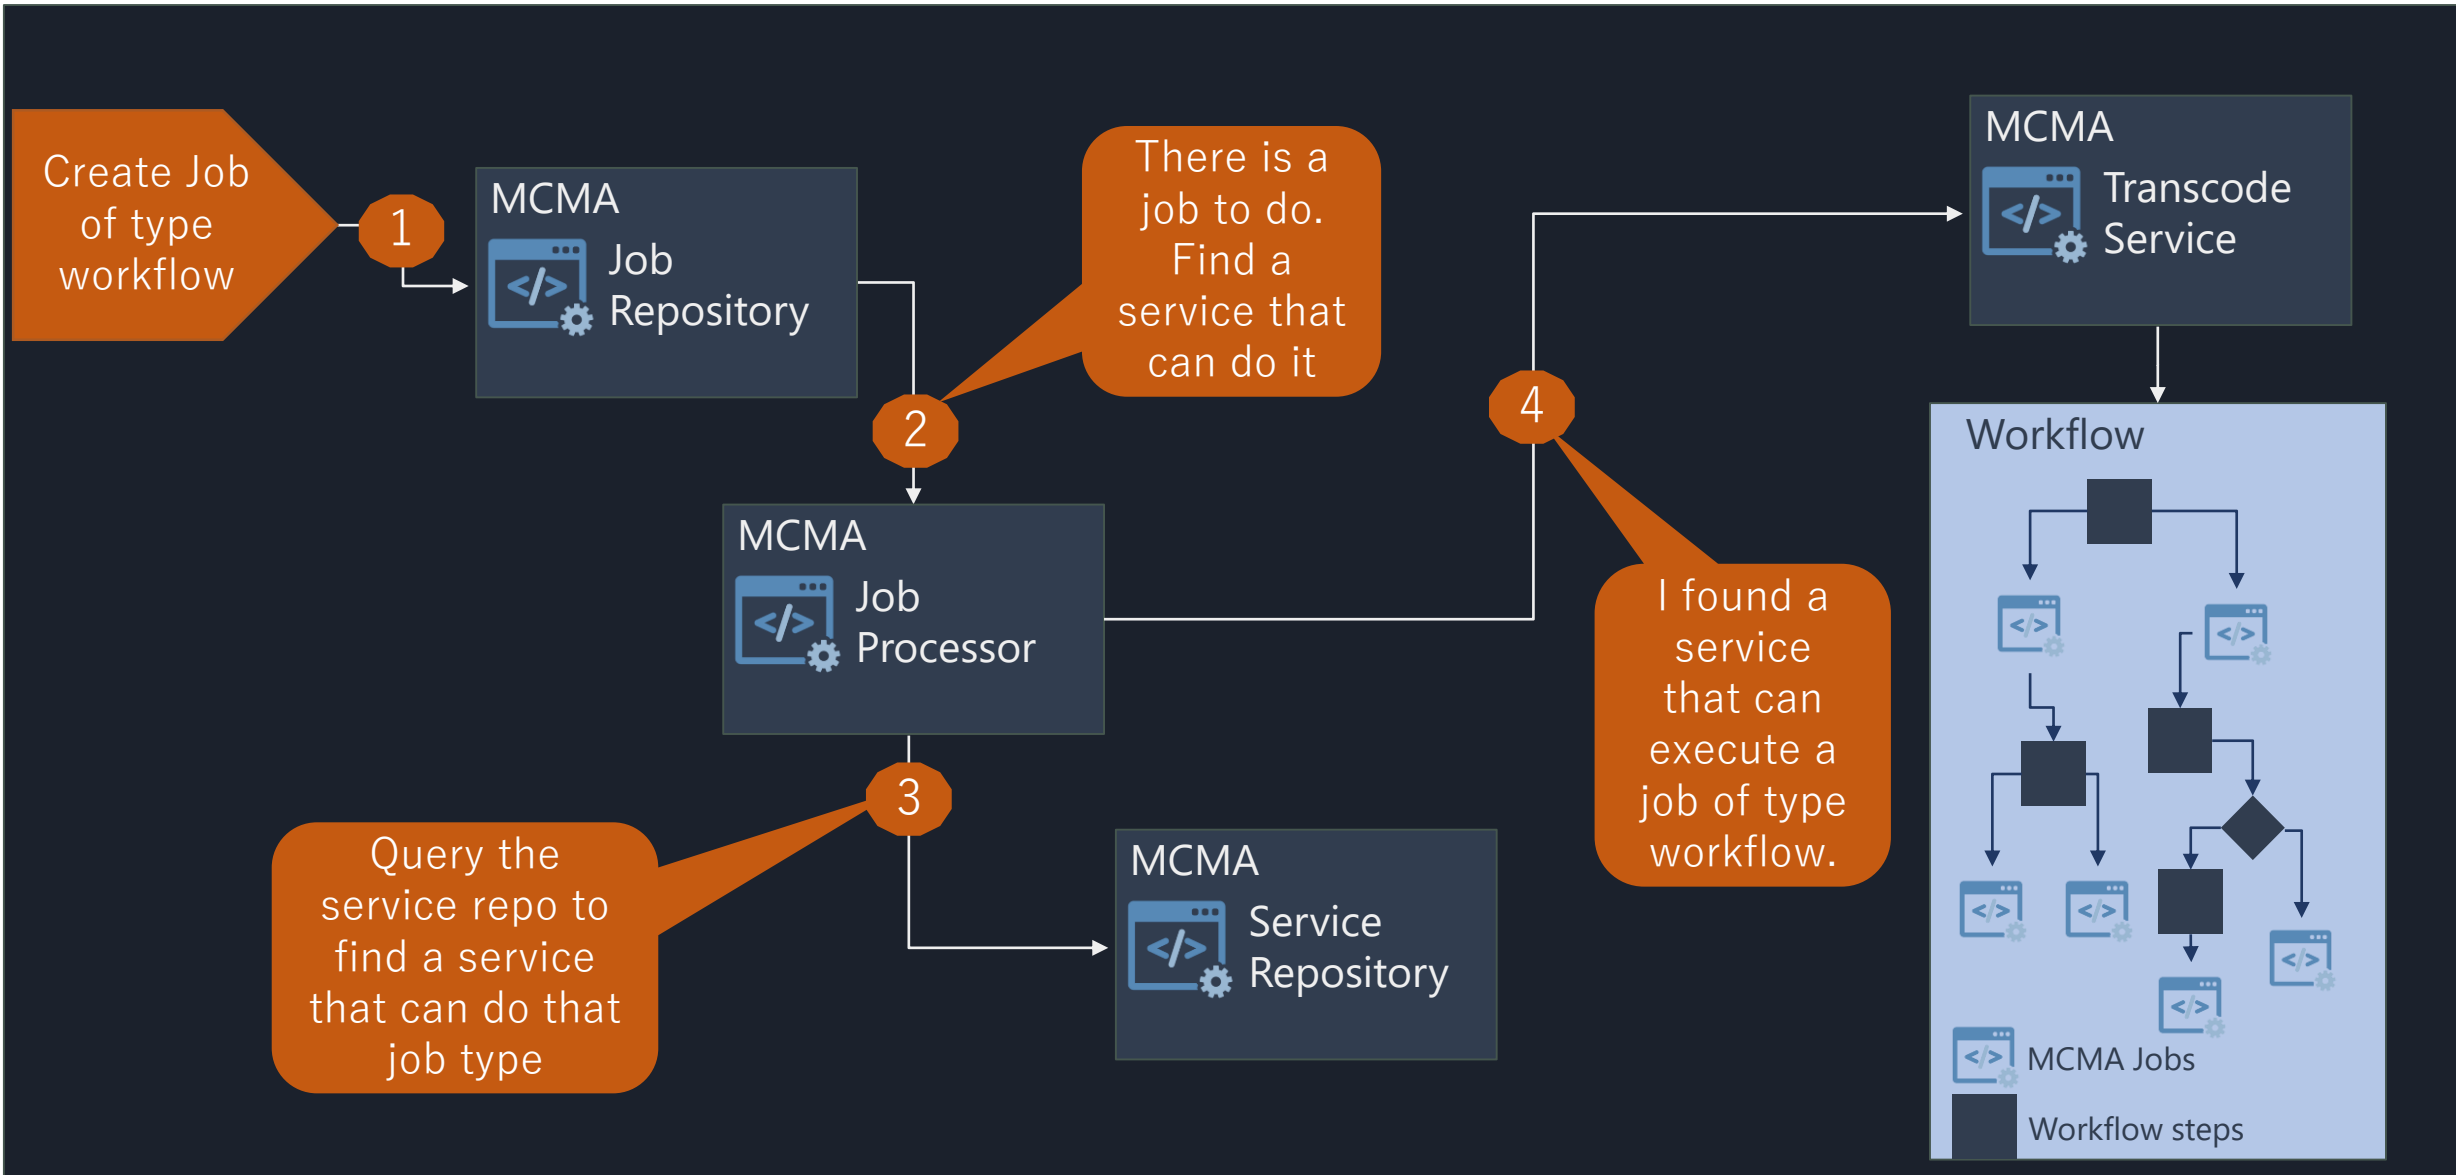 Create Job
of type
workflow
1
MCMA
Job
Repository
There is a
job to do.
Find a
service that
can do it
2
MCMA
Job
Processor
3
Query the
service repo to
find a service
that can do that
job type
MCMA
Service
Repository
4
I found a
service
that can
execute a
job of type
workflow.
MCMA
Transcode
Service
Workflow
MCMA Jobs
Workflow steps